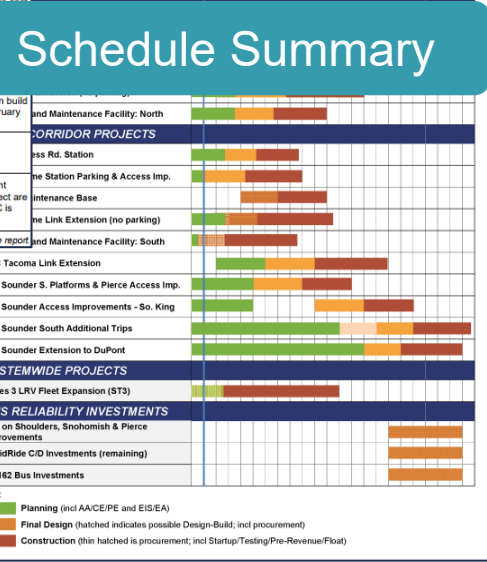 Schedule Summary
n build
ruary
and Maintenance Facility: North
CORRIDOR PROJECTS
ess Rd. Station
me Station Parking & Access Imp.
nt
ect are
C is
intenance Base
me Link Extension (no parking)
e report
and Maintenance Facility: South
Tacoma Link Extension
Sounder S. Platforms & Pierce Access Imp.
Sounder Access Improvements - So. King
Sounder South Additional Trips
Sounder Extension to DuPont
STEMWIDE PROJECTS
es 3 LRV Fleet Expansion (ST3)
S RELIABILITY INVESTMENTS
on Shoulders, Snohomish & Pierce
rovements
idRide C/D Investments (remaining)
162 Bus Investments
:
Planning (incl AA/CE/PE and EIS/EA)
Final Design (hatched indicates possible Design-Build; incl procurement)
Construction (thin hatched is procurement; incl Startup/Testing/Pre-Revenue/Float)